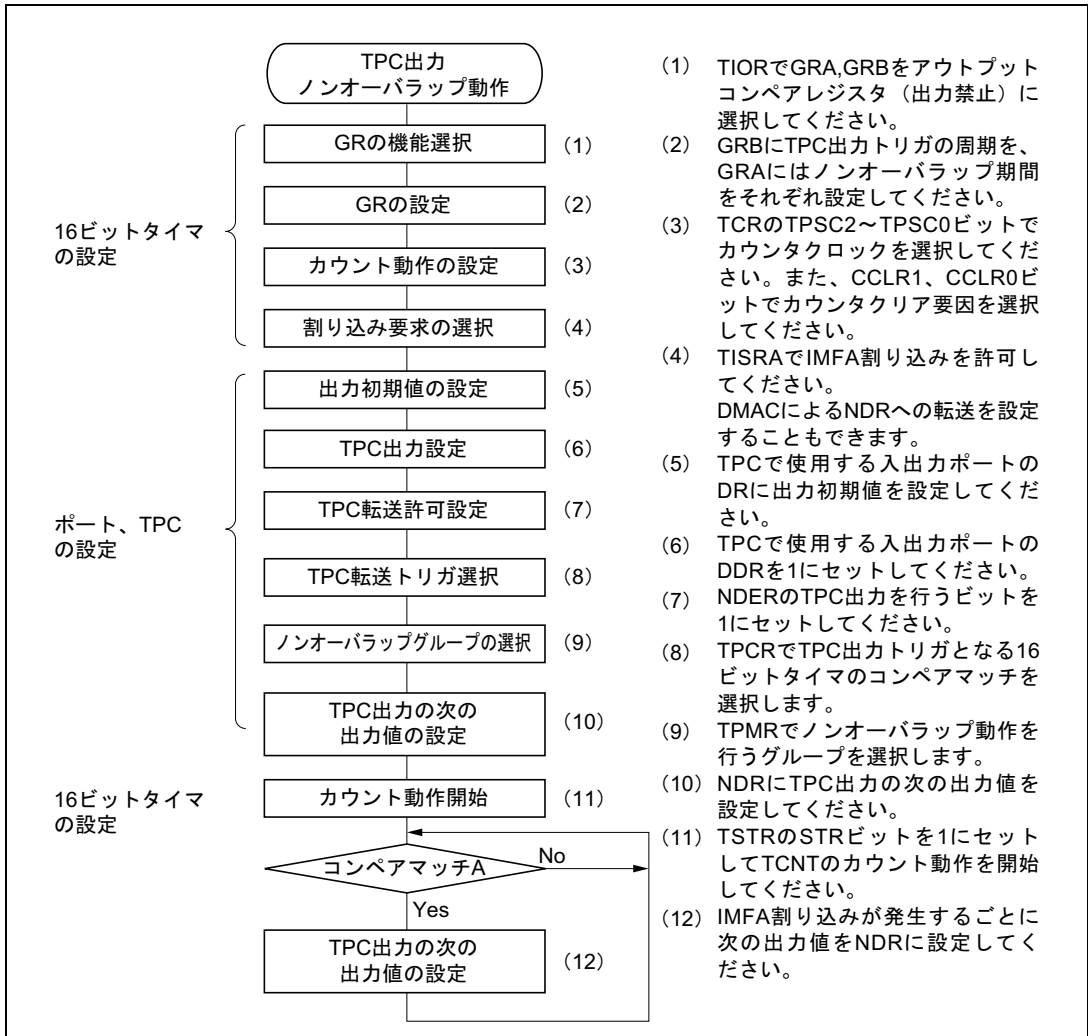 TPC出力
ノンオーバラップ動作
16ビットタイマ
の設定
GRの機能選択
(1)
GRの設定
(2)
カウント動作の設定
(3)
割り込み要求の選択
(4)
ポート、TPC
の設定
出力初期値の設定
(5)
TPC出力設定
(6)
TPC転送許可設定
(7)
TPC転送トリガ選択
(8)
ノンオーバラップグループの選択
(9)
TPC出力の次の
出力値の設定
(10)
16ビットタイマ
の設定
カウント動作開始
(11)
コンペアマッチA
No
Yes
TPC出力の次の
出力値の設定
(12)
(1) TIORでGRA,GRBをアウトプット
コンペアレジスタ(出力禁止)に
選択してください。
(2) GRBにTPC出力トリガの周期を、
GRAにはノンオーバラップ期間
をそれぞれ設定してください。
(3) TCRのTPSC2~TPSC0ビットで
カウンタクロックを選択してくだ
さい。また、CCLR1、CCLR0ビ
ットでカウンタクリア要因を選択
してください。
(4) TISRAでIMFA割り込みを許可し
てください。
DMACによるNDRへの転送を設定
することもできます。
(5) TPCで使用する入出力ポートの
DRに出力初期値を設定してくだ
さい。
(6) TPCで使用する入出力ポートの
DDRを1にセットしてください。
(7) NDERのTPC出力を行うビットを
1にセットしてください。
(8) TPCRでTPC出力トリガとなる16
ビットタイマのコンペアマッチを
選択します。
(9) TPMRでノンオーバラップ動作を
行うグループを選択します。
(10) NDRにTPC出力の次の出力値を
設定してください。
(11) TSTRのSTRビットを1にセット
してTCNTのカウント動作を開始
してください。
(12) IMFA割り込みが発生するごとに
次の出力値をNDRに設定してく
ださい。